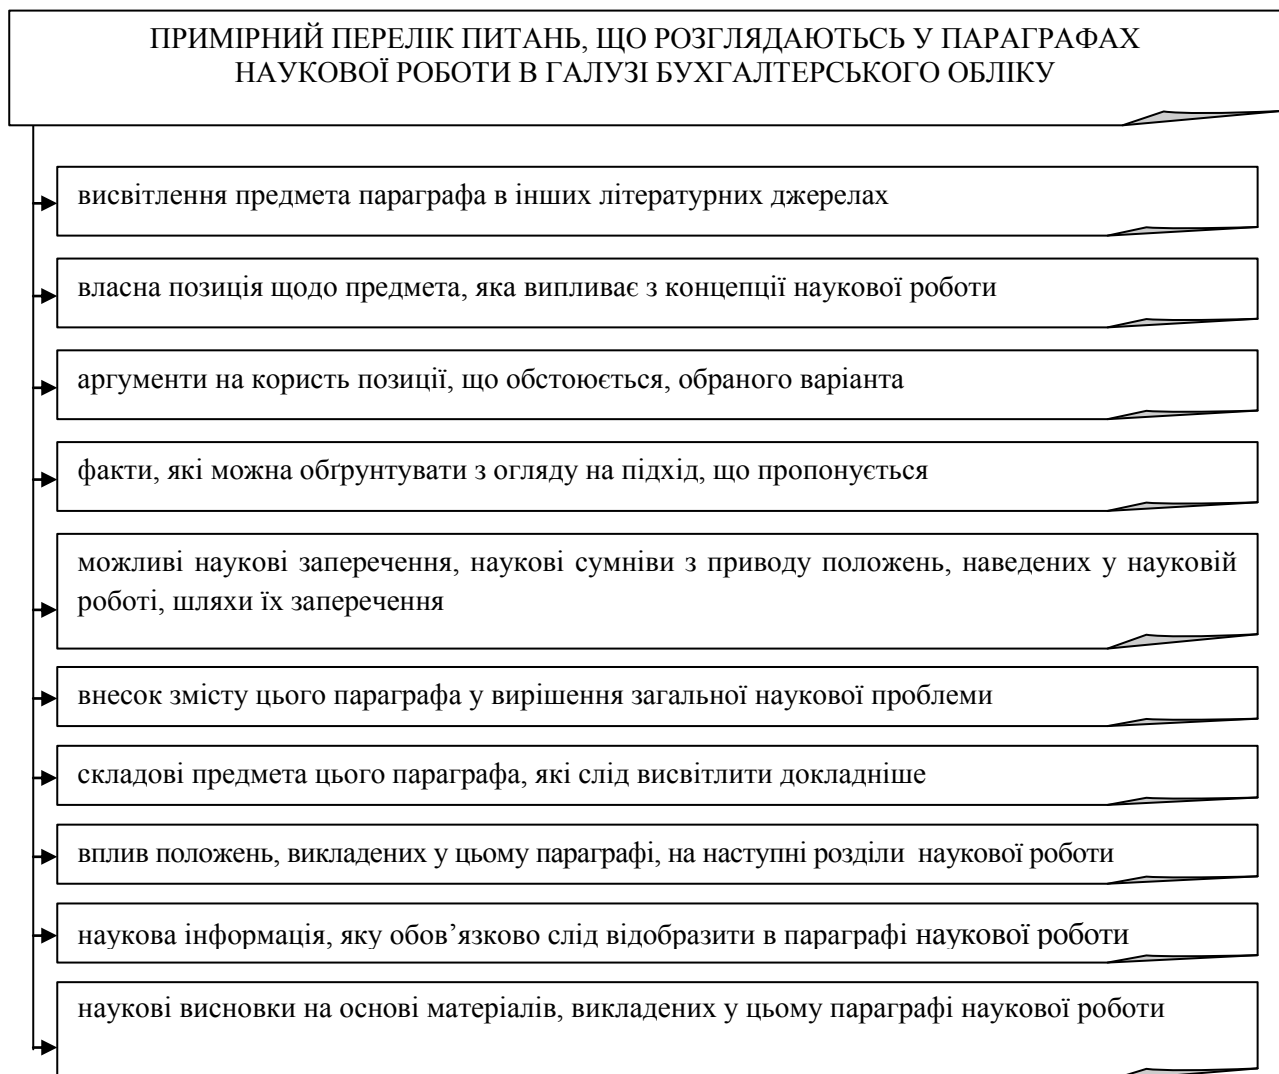 ПРИМІРНИЙ ПЕРЕЛІК ПИТАНЬ, ЩО РОЗГЛЯДАЮТЬСЬ У ПАРАГРАФАХ
НАУКОВОЇ РОБОТИ В ГАЛУЗІ БУХГАЛТЕРСЬКОГО ОБЛІКУ
висвітлення предмета параграфа в інших літературних джерелах
власна позиція щодо предмета, яка випливає з концепції наукової роботи
аргументи на користь позиції, що обстоюється, обраного варіанта
факти, які можна обґрунтувати з огляду на підхід, що пропонується
можливі наукові заперечення, наукові сумніви з приводу положень, наведених у науковій
роботі, шляхи їх заперечення
внесок змісту цього параграфа у вирішення загальної наукової проблеми
складові предмета цього параграфа, які слід висвітлити докладніше
вплив положень, викладених у цьому параграфі, на наступні розділи наукової роботи
наукова інформація, яку обов’язково слід відобразити в параграфі наукової роботи
наукові висновки на основі матеріалів, викладених у цьому параграфі наукової роботи